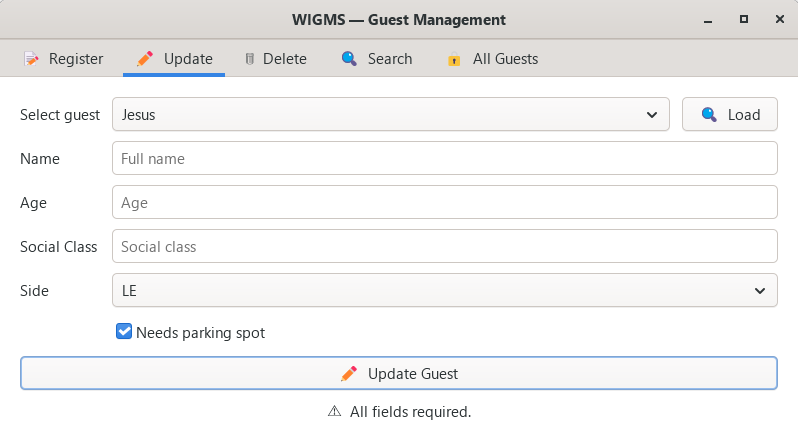 WIGMS — Guest Management
Register Update Delete Search All Guests
Select guest Jesus Load
Name Full name
Age Age
Social Class Social class
Side LE
Needs parking spot
Update Guest
⚠ All fields required.